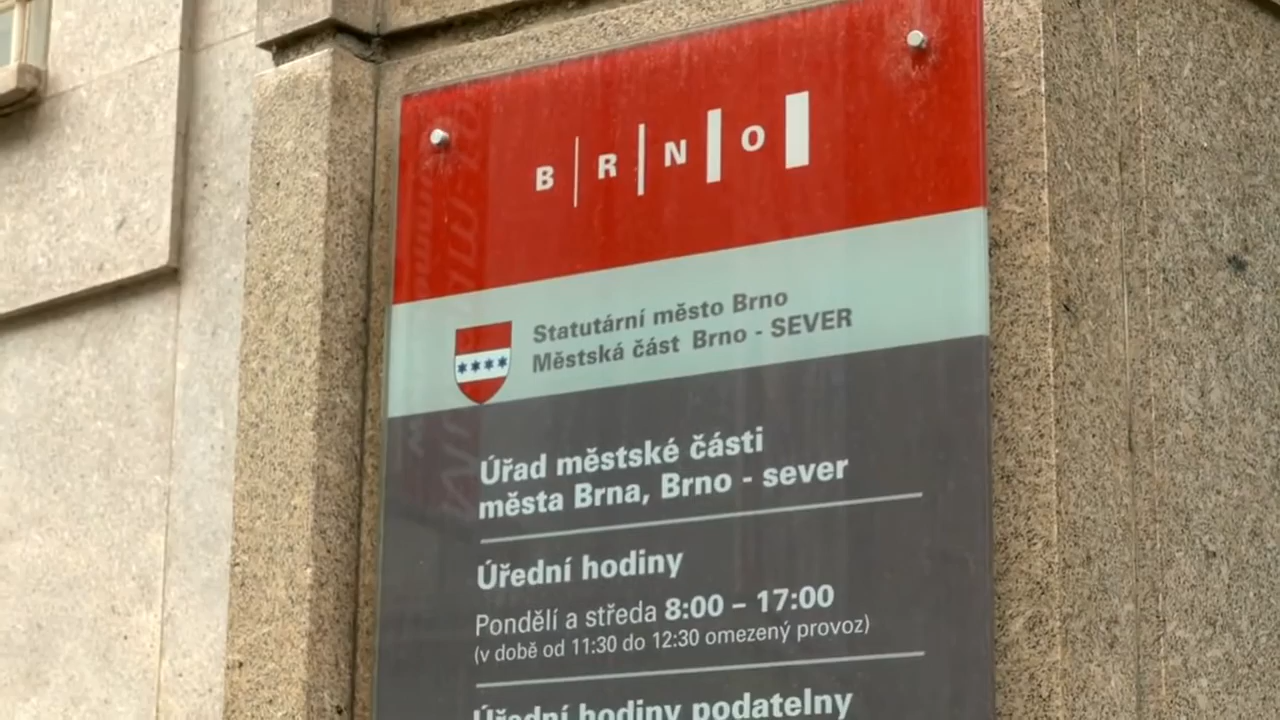 BRNO
Statutární město Brno
Městská část Brno - SEVER
Úřad městské části
města Brna, Brno - sever
Úřední hodiny
Pondělí a středa 8:00 – 17:00
(v době od 11:30 do 12:30 omezený provoz)
Úřední hodiny podatelny